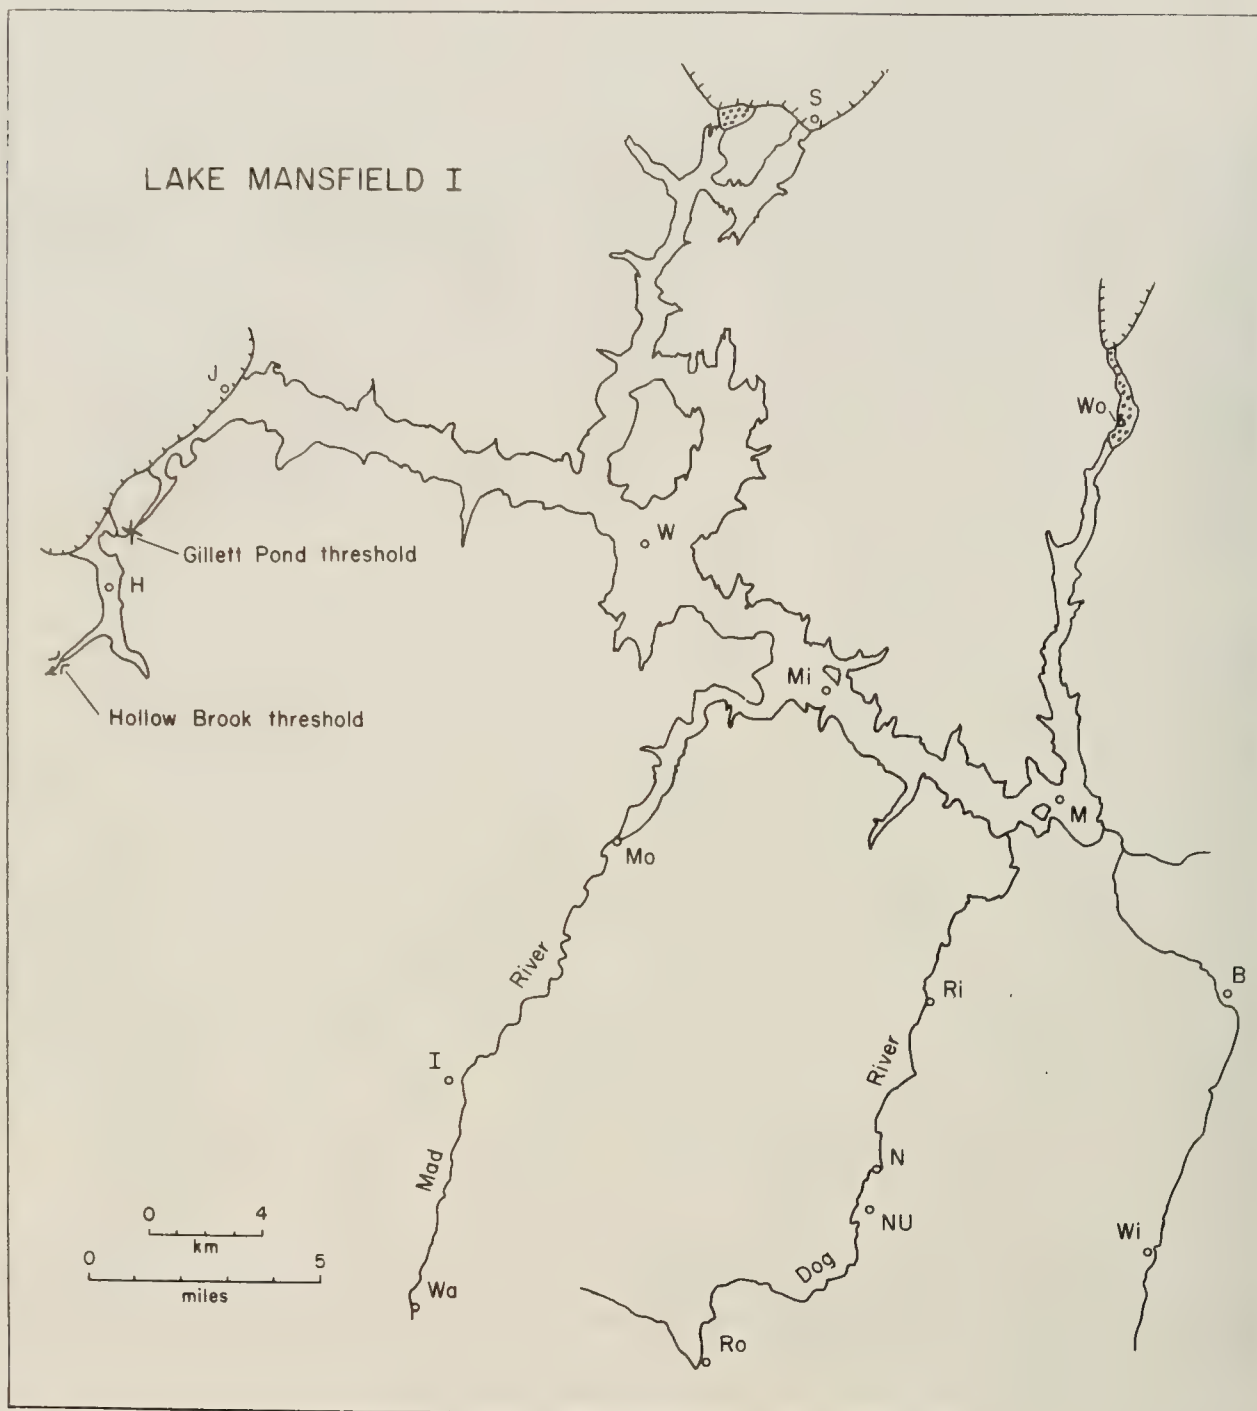 S
LAKE MANSFIELD I
J
Wo
W
Gillett Pond threshold
H
Mi
Hollow Brook threshold
M
Mo
River
B
Ri
I
River
Mad
N
0 4
km
NU
Wi
0 5
miles
Dog
Wa
Ro